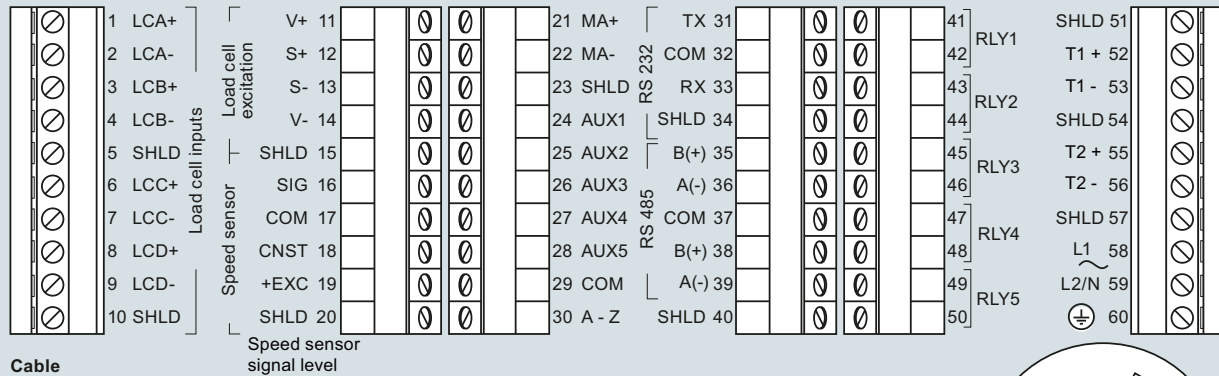 1 LCA+
2 LCA-
3 LCB+
4 LCB-
5 SHLD
6 LCC+
7 LCC-
8 LCD+
9 LCD-
10 SHLD
Load cell inputs
Load cell
excitation
Speed sensor
V+ 11
S+ 12
S- 13
V- 14
SHLD 15
SIG 16
COM 17
CNST 18
+EXC 19
SHLD 20
21 MA+
22 MA-
23 SHLD
24 AUX1
25 AUX2
26 AUX3
27 AUX4
28 AUX5
29 COM
30 A - Z
RS 232
RS 485
TX 31
COM 32
RX 33
SHLD 34
B(+) 35
A(-) 36
COM 37
B(+) 38
A(-) 39
SHLD 40
41
42
RLY1
43
44
RLY2
45
46
RLY3
47
48
RLY4
49
50
RLY5
SHLD 51
T1 + 52
T1 - 53
SHLD 54
T2 + 55
T2 - 56
SHLD 57
L1 58
L2/N 59
60
Speed sensor
signal level
Cable